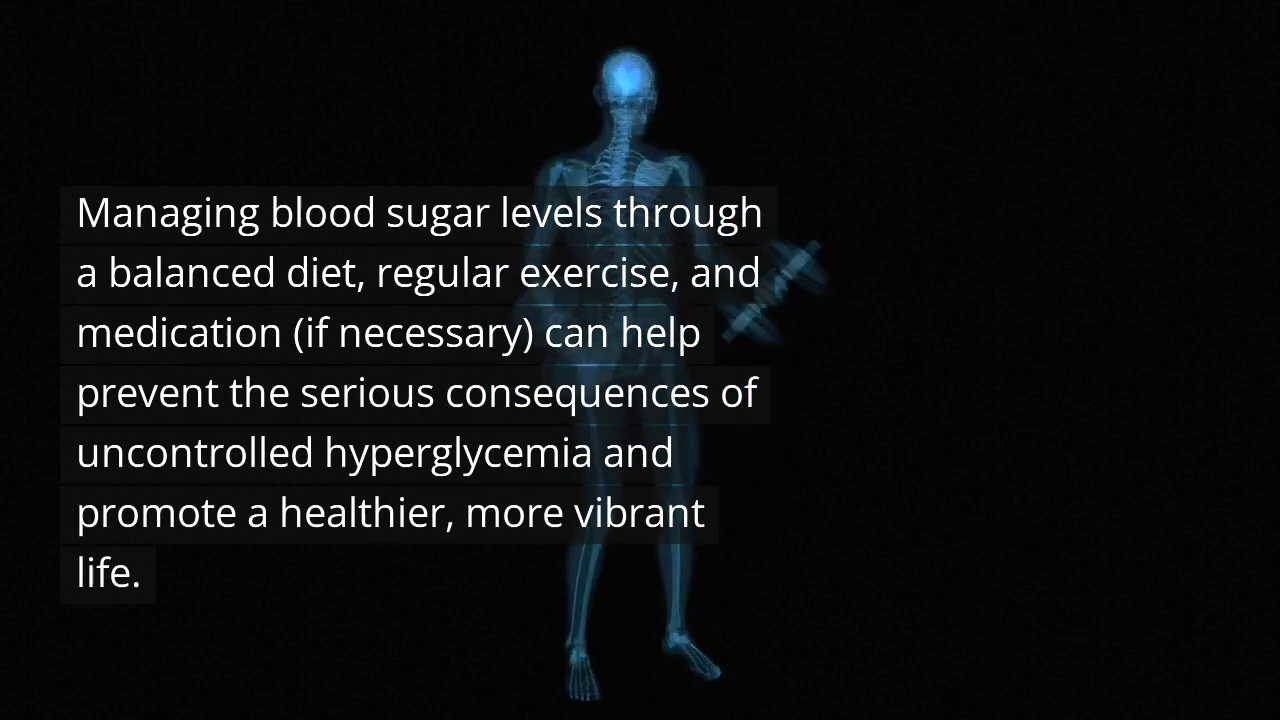 Managing blood sugar levels through
a balanced diet, regular exercise, and
medication (if necessary) can help
prevent the serious consequences of
uncontrolled hyperglycemia and
promote a healthier, more vibrant
life.